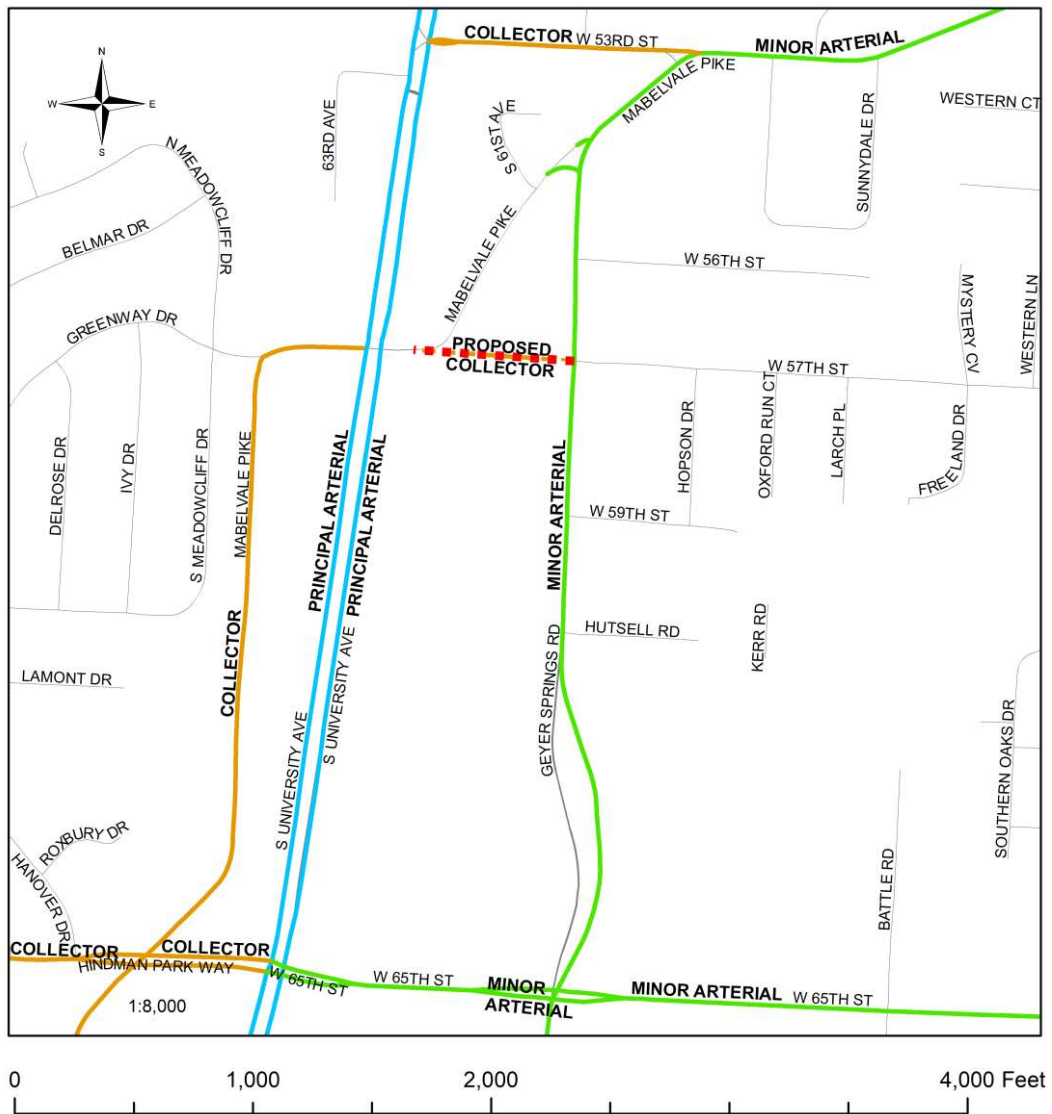 COLLECTOR
W 53RD ST
MINOR ARTERIAL
N
W
E
S
63RD AVE
MABELVALE PIKE
WESTERN CT
SUNNYDALE DR
S 61ST AVE
N MEADOWCLIFF DR
BELMAR DR
MABELVALE PIKE
W 56TH ST
GREENWAY DR
MYSTERY CV
WESTERN LN
PROPOSED
COLLECTOR
W 57TH ST
DELROSE DR
IVY DR
S MEADOWCLIFF DR
MABELVALE PIKE
PRINCIPAL ARTERIAL
PRINCIPAL ARTERIAL
MINOR ARTERIAL
HOPSON DR
OXFORD RUN CT
LARCH PL
FREELAND DR
W 59TH ST
HUTSELL RD
KERR RD
LAMONT DR
COLLECTOR
S UNIVERSITY AVE
S UNIVERSITY AVE
GEYER SPRINGS RD
SOUTHERN OAKS DR
ROXBURY DR
HANOVER DR
BATTLE RD
COLLECTOR
COLLECTOR
HINDMAN PARK WAY
W 65TH ST
W 65TH ST
MINOR
ARTERIAL
MINOR ARTERIAL
W 65TH ST
1:8,000
0 1,000 2,000 4,000 Feet